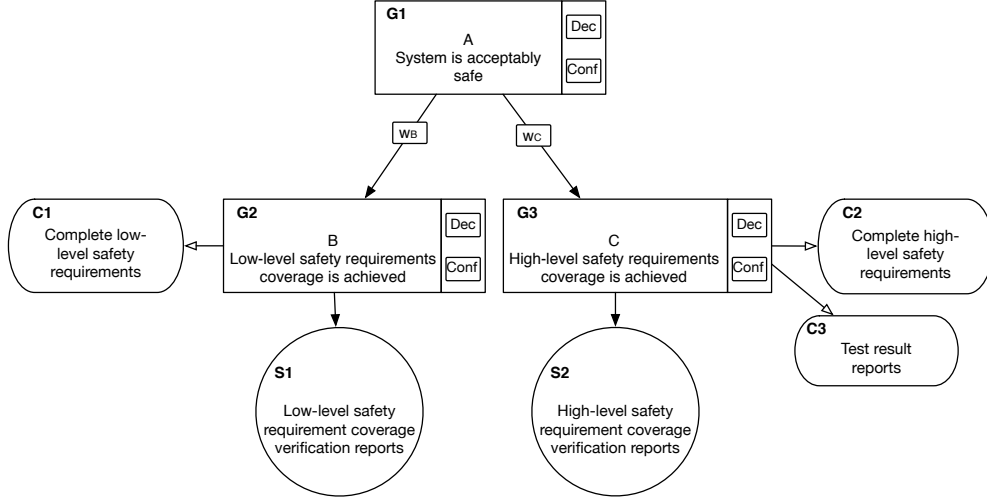 G1
A
System is acceptably
safe
Dec
Conf
wB
wC
C1
Complete low-
level safety
requirements
G2
B
Low-level safety requirements
coverage is achieved
Dec
Conf
G3
C
High-level safety requirements
coverage is achieved
Dec
Conf
C2
Complete high-
level safety
requirements
C3
Test result
reports
S1
Low-level safety
requirement coverage
verification reports
S2
High-level safety
requirement coverage
verification reports